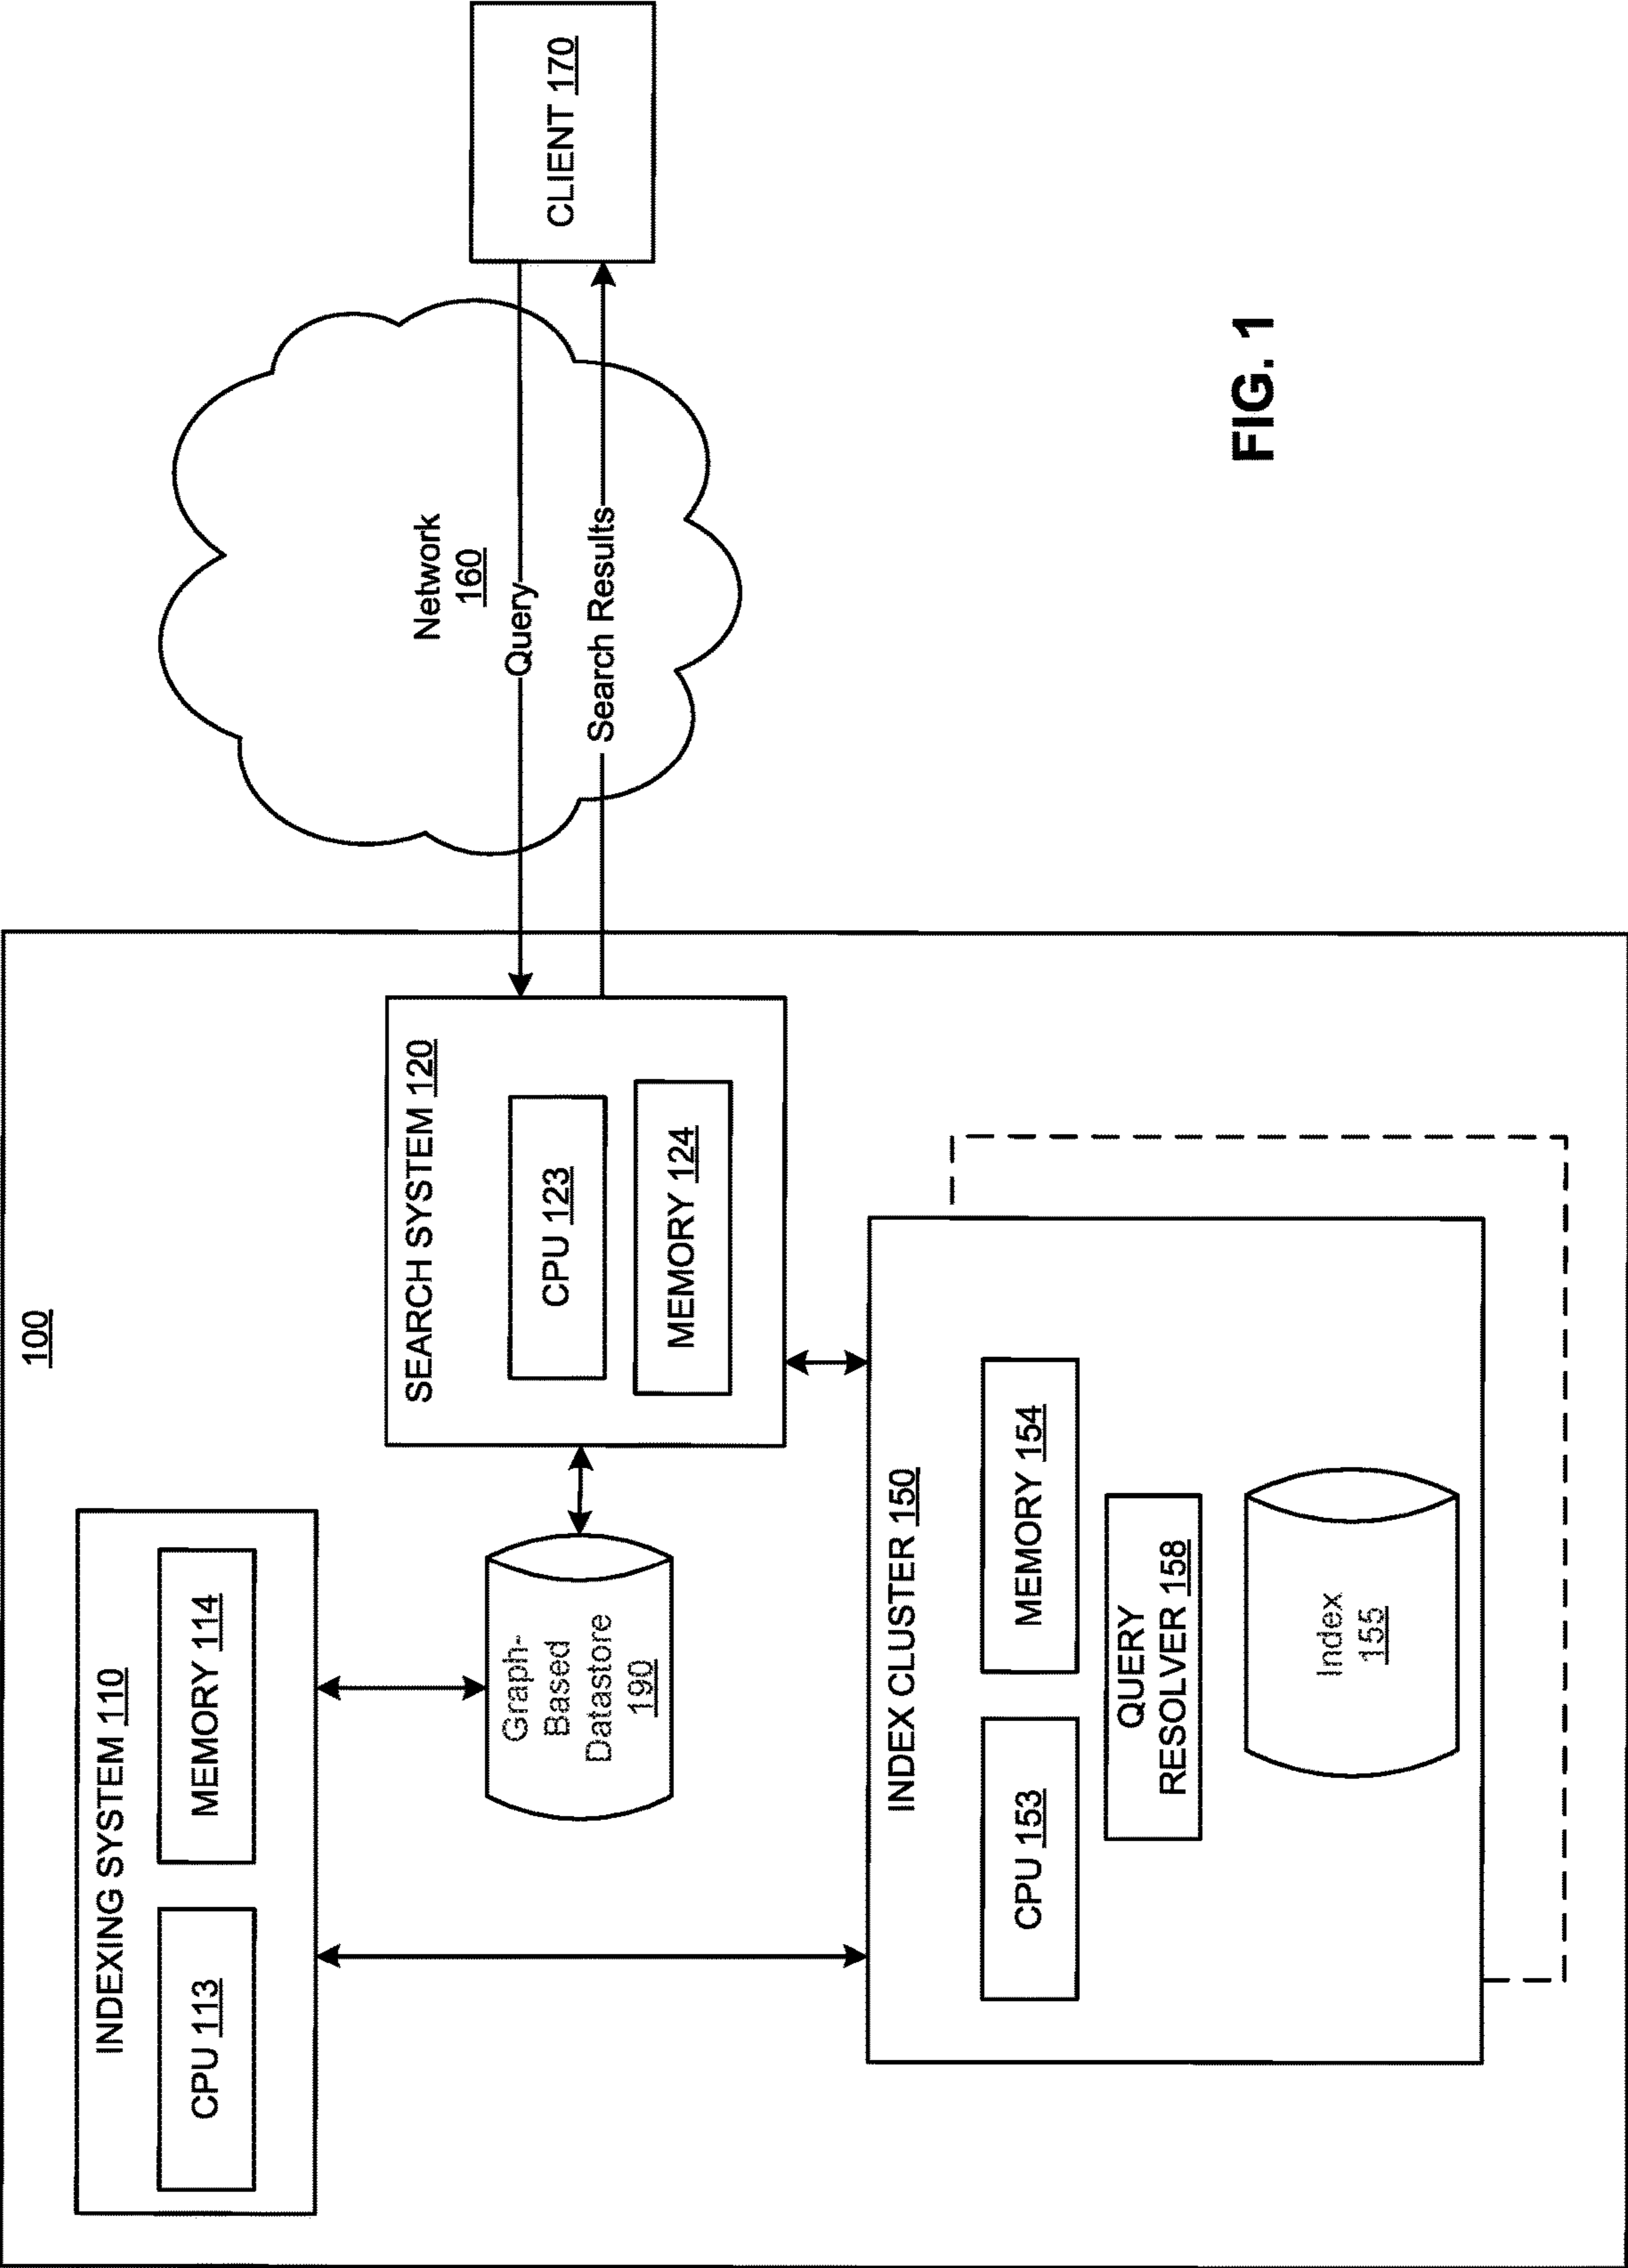 100
INDEXING SYSTEM 110
CPU 113
MEMORY 114
Graph-
Based
Datastore
190
SEARCH SYSTEM 120
CPU 123
MEMORY 124
Network
160
Query
Search Results
CLIENT 170
INDEX CLUSTER 150
CPU 153
MEMORY 154
QUERY
RESOLVER 158
Index
155
FIG. 1